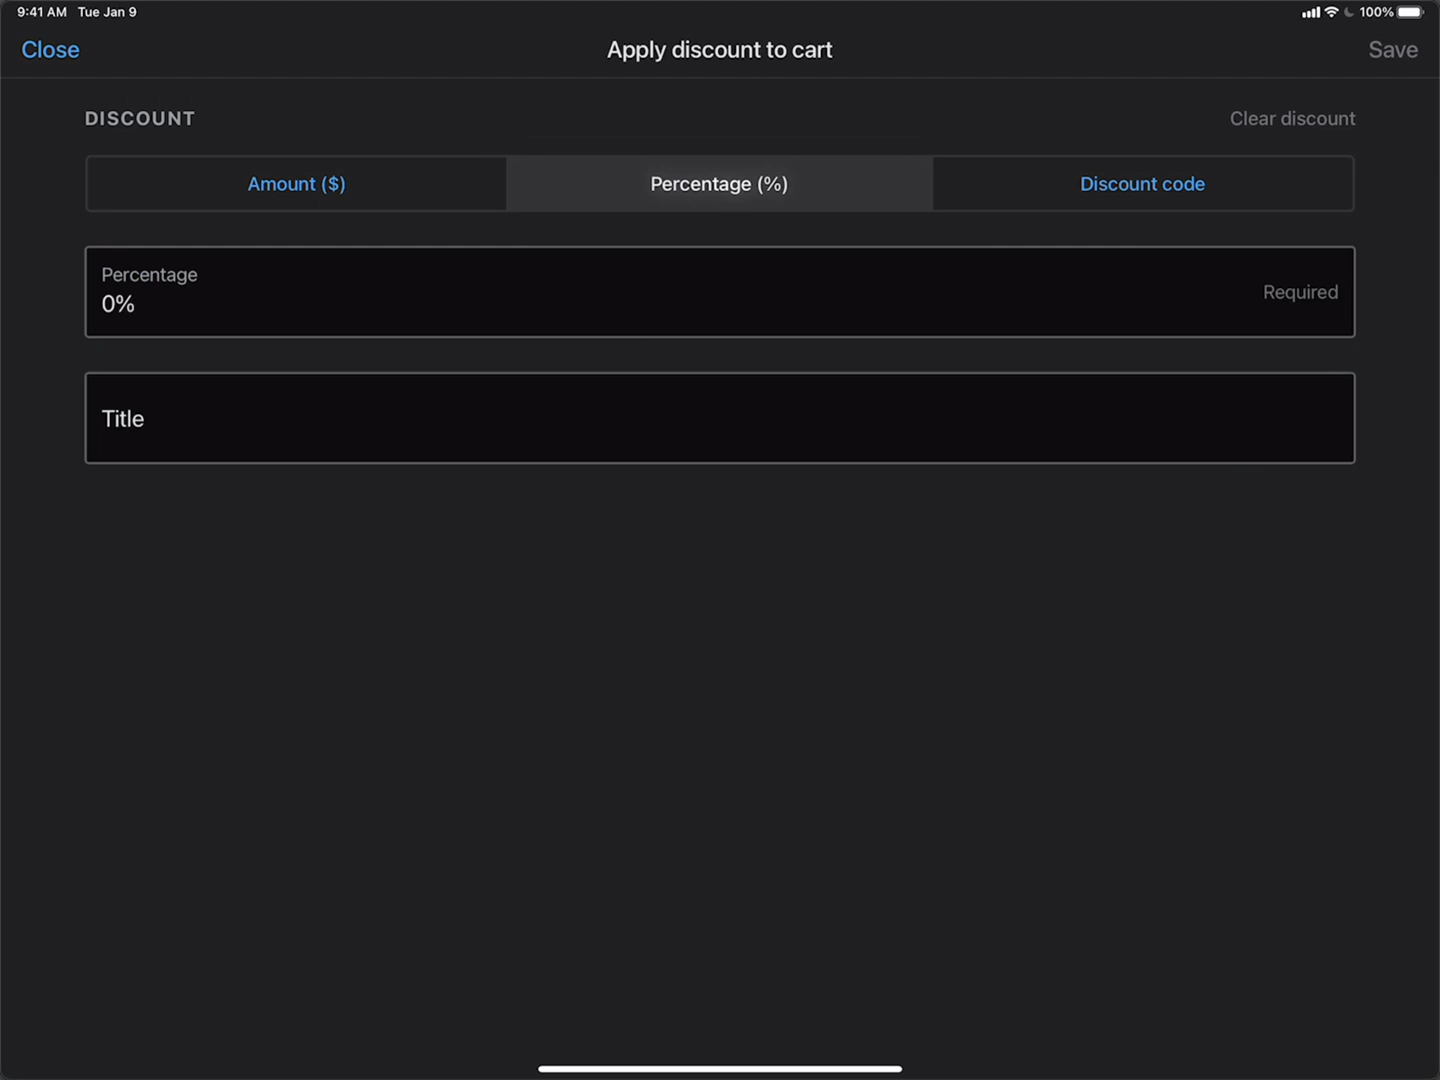 9:41 AM Tue Jan 9
100%
Close
Apply discount to cart
Save
DISCOUNT
Clear discount
Amount ($)
Percentage (%)
Discount code
Percentage
0%
Required
Title